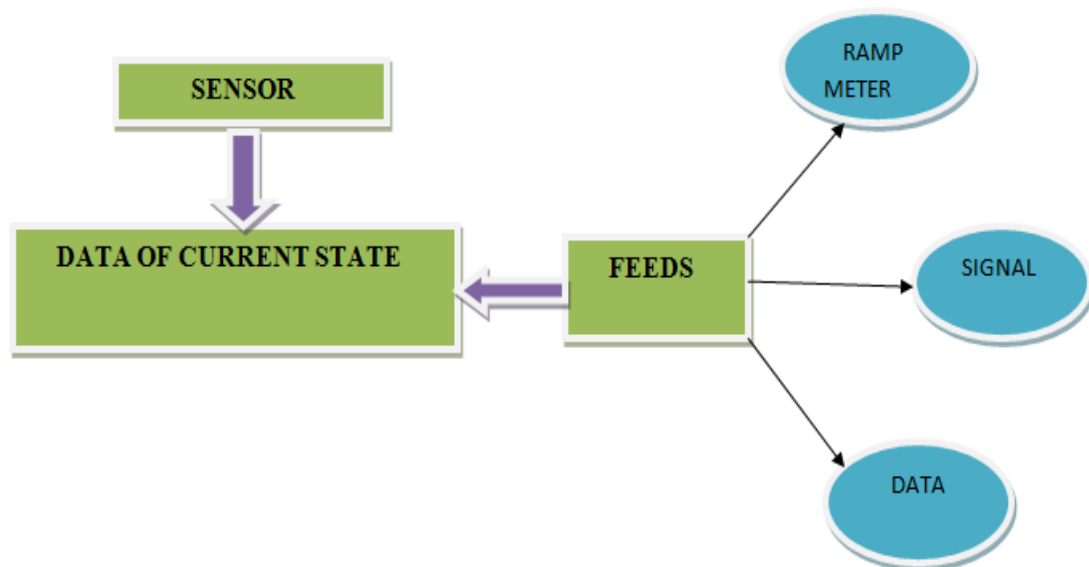 RAMP
METER
SENSOR
DATA OF CURRENT STATE
FEEDS
SIGNAL
DATA